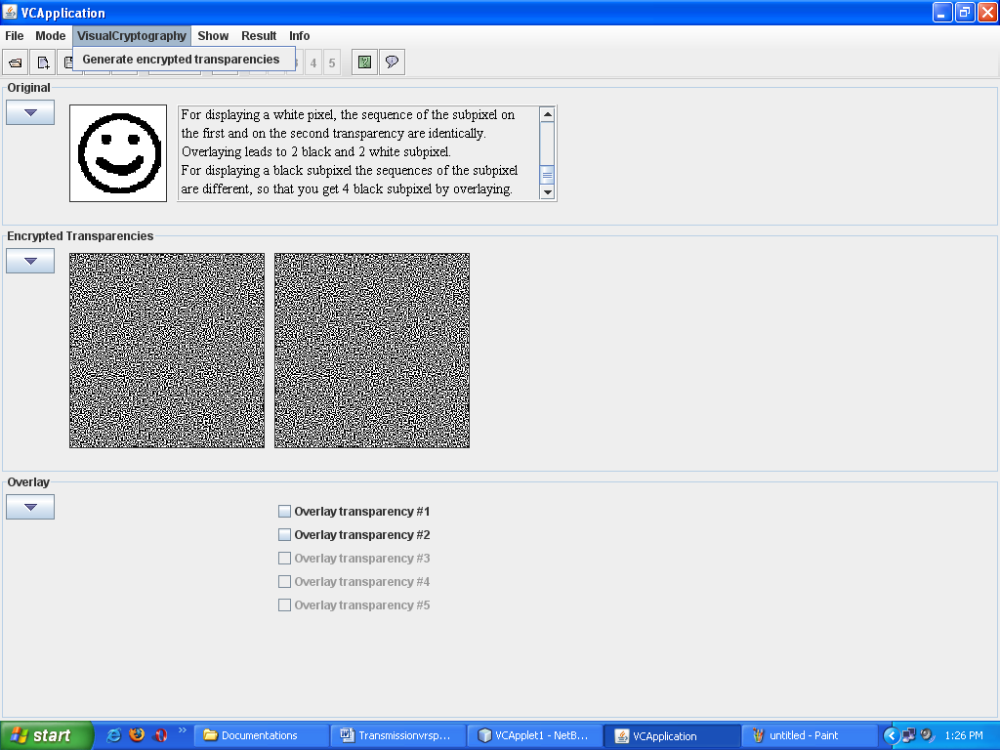 VCApplication
File Mode VisualCryptography Show Result Info
Generate encrypted transparencies
4 5
Original
For displaying a white pixel, the sequence of the subpixel on
the first and on the second transparency are identically.
Overlaying leads to 2 black and 2 white subpixel.
For displaying a black subpixel the sequences of the subpixel
are different, so that you get 4 black subpixel by overlaying.
Encrypted Transparencies
Overlay
Overlay transparency #1
Overlay transparency #2
Overlay transparency #3
Overlay transparency #4
Overlay transparency #5
start Documentations Transmissionvrsp... VCApplet1 - NetB... VCApplication untitled - Paint 1:26 PM